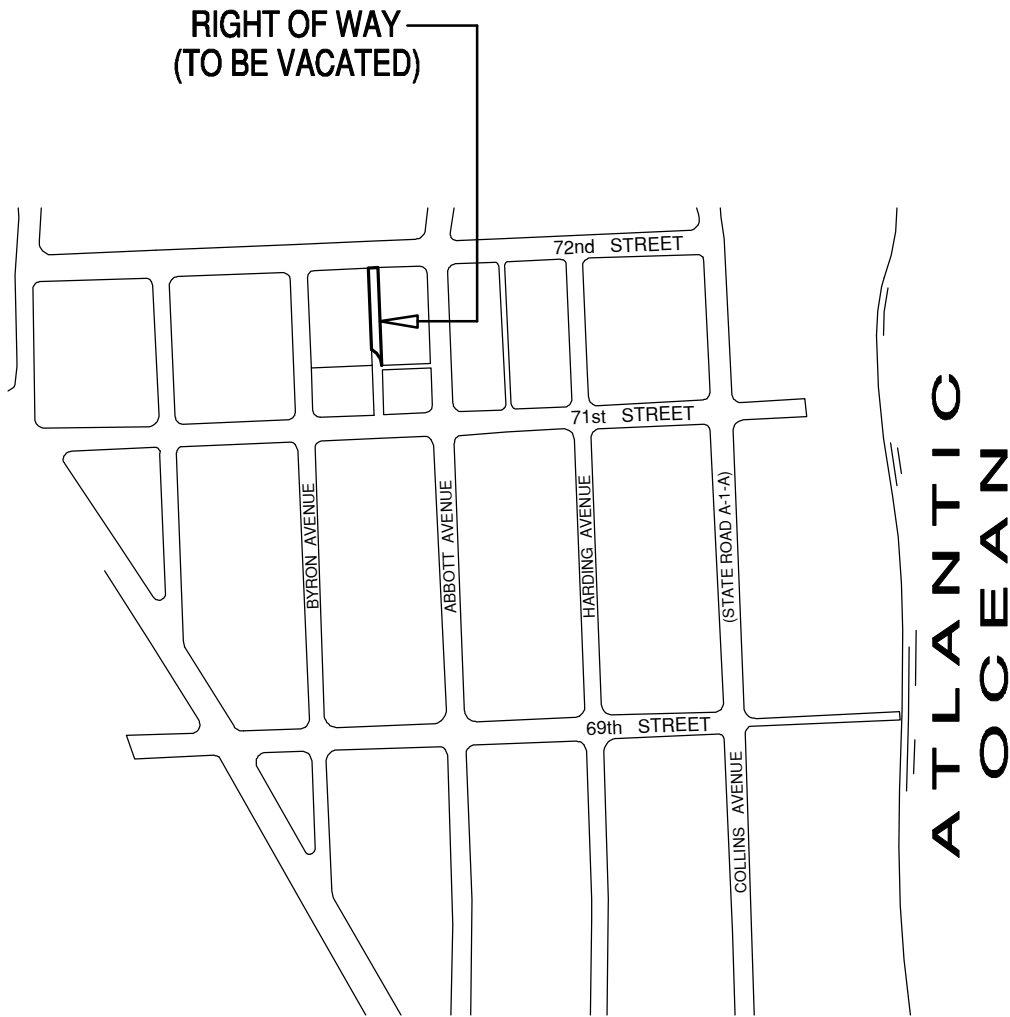 RIGHT OF WAY
(TO BE VACATED)
72nd STREET
71st STREET
BYRON AVENUE
ABBOTT AVENUE
HARDING AVENUE
(STATE ROAD A-1-A)
69th STREET
COLLINS AVENUE
ATLANTIC
OCEAN